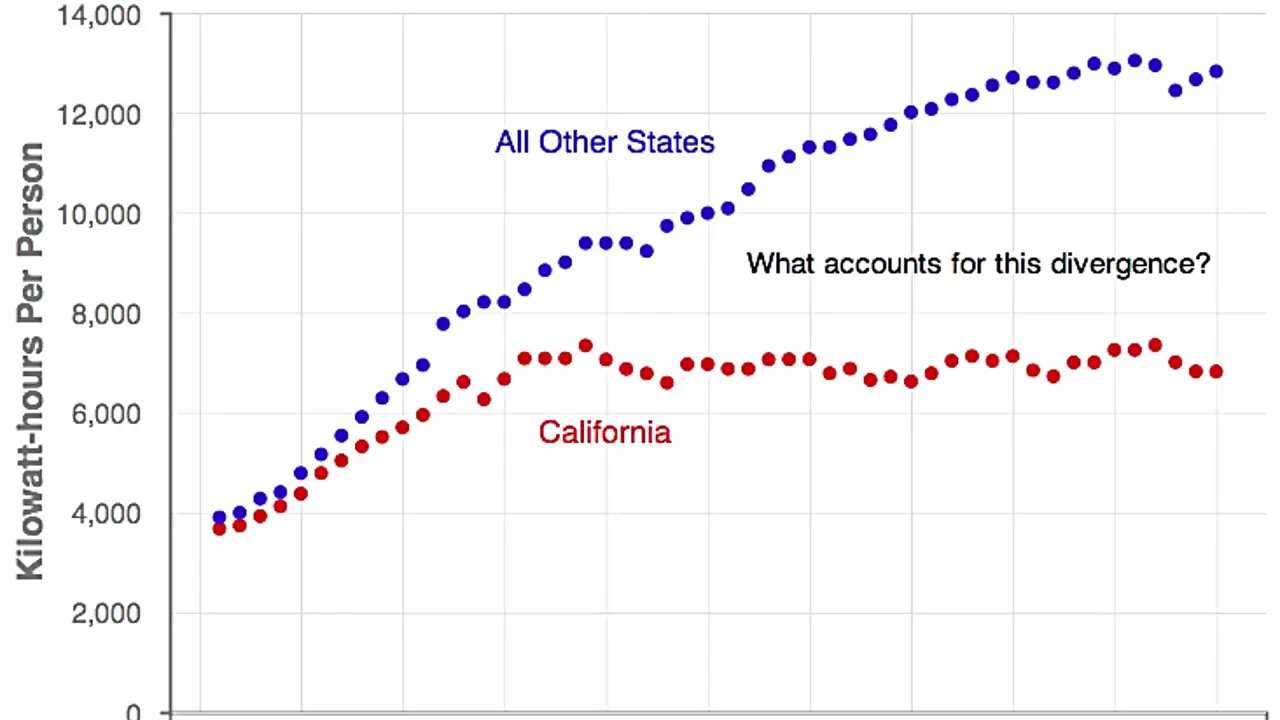 14,000
12,000
All Other States
10,000
What accounts for this divergence?
8,000
6,000
California
4,000
2,000
0
Kilowatt-hours Per Person